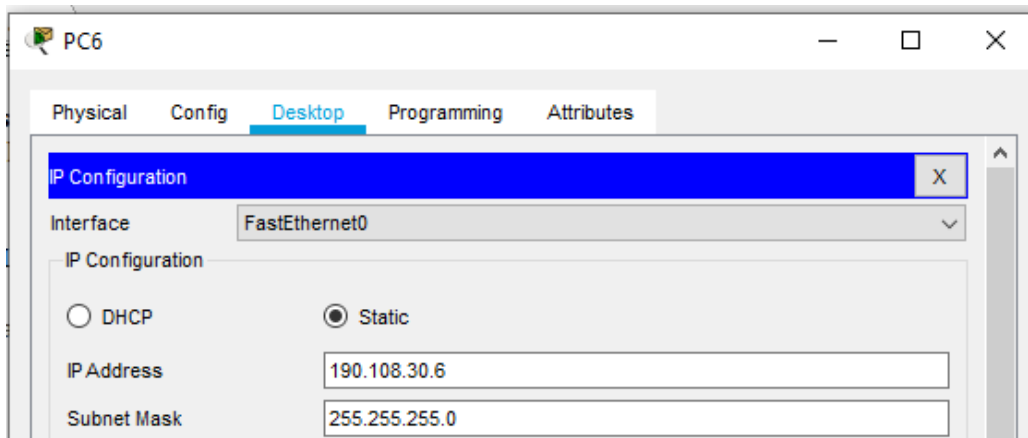 PC6
Physical Config Desktop Programming Attributes
IP Configuration X
Interface FastEthernet0
IP Configuration
DHCP Static
IP Address 190.108.30.6
Subnet Mask 255.255.255.0